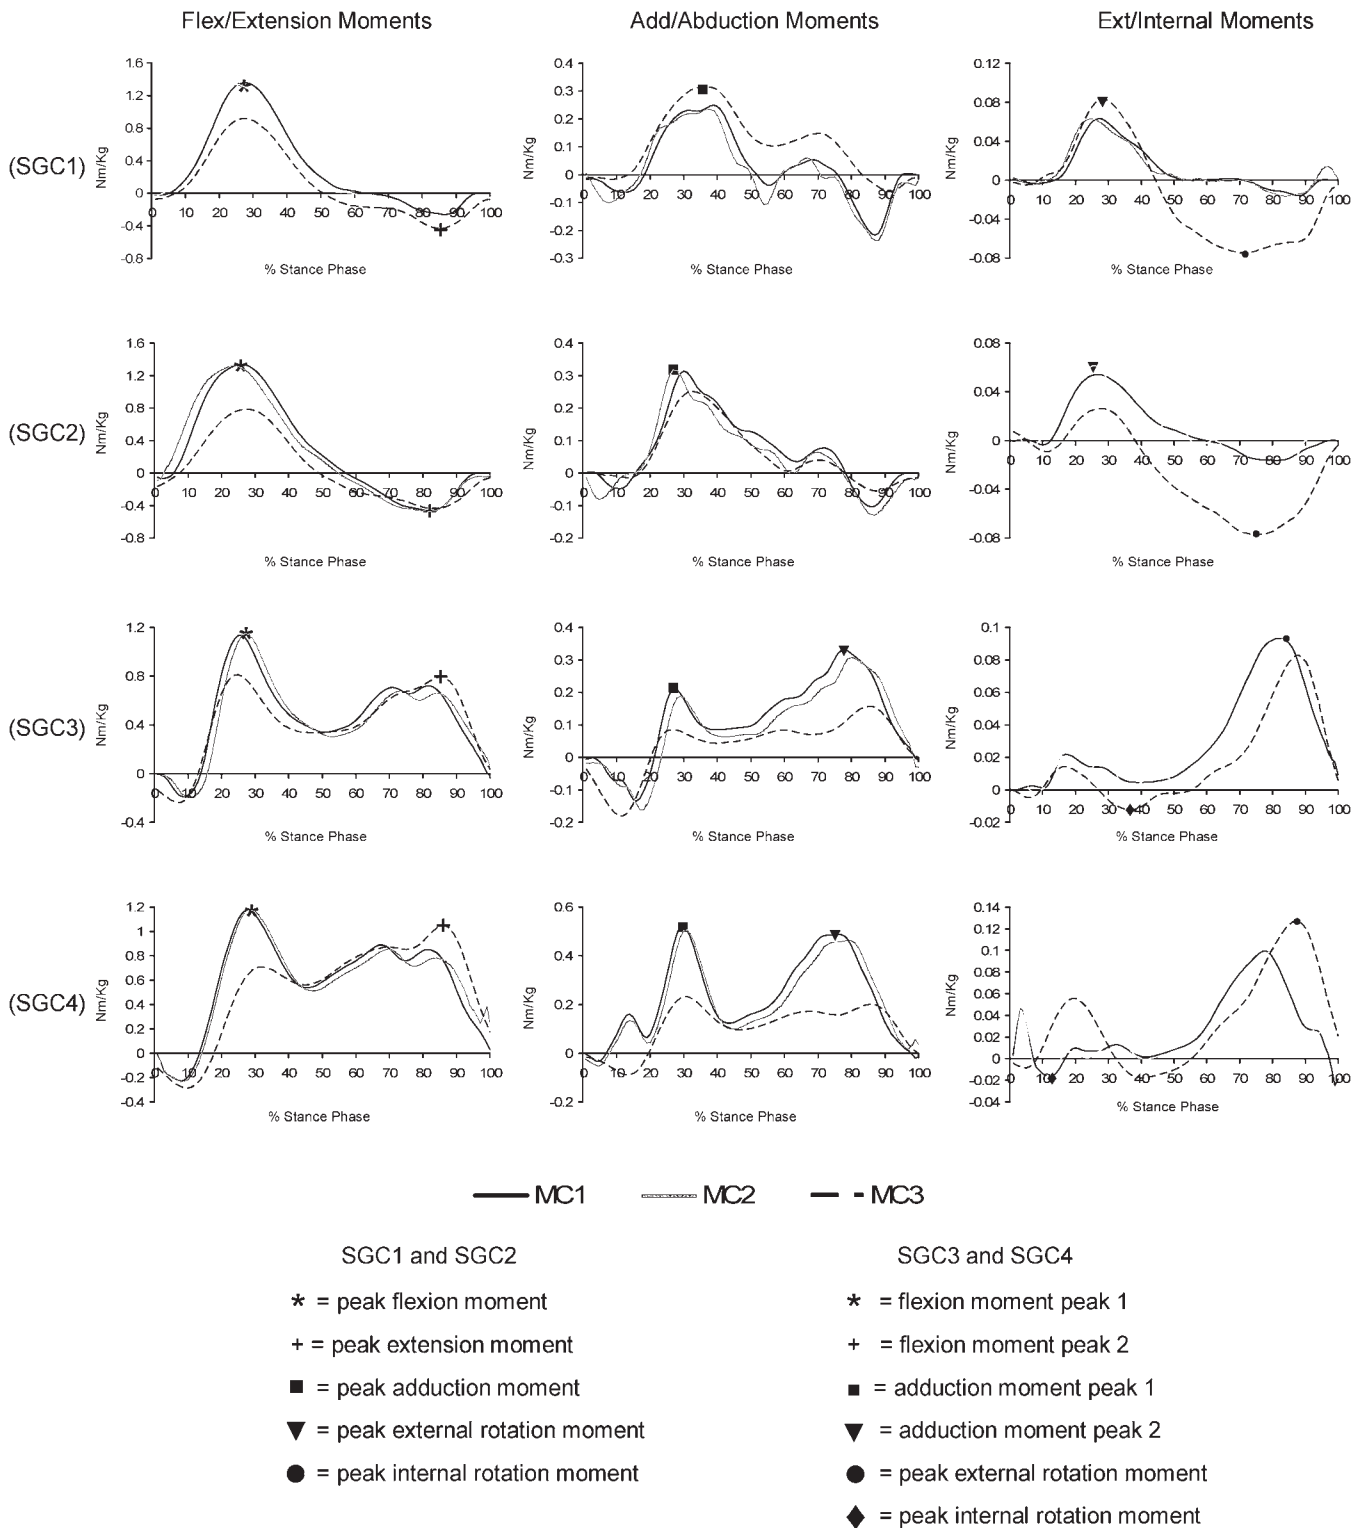 Flex/Extension Moments Add/Abduction Moments Ext/Internal Moments
(SGC1)
Nm/Kg
1.6
1.2
0.8
0.4
0
-0.4
-0.8
0 10 20 30 40 50 60 70 80 90 100
% Stance Phase
Nm/Kg
0.4
0.3
0.2
0.1
0
-0.1
-0.2
-0.3
0 10 20 30 40 50 60 70 80 90 100
% Stance Phase
Nm/Kg
0.12
0.08
0.04
0
-0.04
-0.08
0 10 20 30 40 50 60 70 80 90 100
% Stance Phase
(SGC2)
Nm/Kg
1.6
1.2
0.8
0.4
0
-0.4
-0.8
0 10 20 30 40 50 60 70 80 90 100
% Stance Phase
Nm/Kg
0.4
0.3
0.2
0.1
0
-0.1
-0.2
0 10 20 30 40 50 60 70 80 90 100
% Stance Phase
Nm/Kg
0.08
0.04
0
-0.04
-0.08
0 10 20 30 40 50 60 70 80 90 100
% Stance Phase
(SGC3)
Nm/Kg
1.2
0.8
0.4
0
-0.4
0 10 20 30 40 50 60 70 80 90 100
% Stance Phase
Nm/Kg
0.4
0.3
0.2
0.1
0
-0.1
-0.2
0 10 20 30 40 50 60 70 80 90 100
% Stance Phase
Nm/Kg
0.1
0.08
0.06
0.04
0.02
0
-0.02
0 10 20 30 40 50 60 70 80 90 100
% Stance Phase
(SGC4)
Nm/Kg
1.2
1
0.8
0.6
0.4
0.2
0
-0.2
-0.4
0 10 20 30 40 50 60 70 80 90 100
% Stance Phase
Nm/Kg
0.6
0.4
0.2
0
-0.2
0 10 20 30 40 50 60 70 80 90 100
% Stance Phase
Nm/Kg
0.14
0.12
0.1
0.08
0.06
0.04
0.02
0
-0.02
-0.04
0 10 20 30 40 50 60 70 80 90 100
% Stance Phase
MC1 MC2 MC3
SGC1 and SGC2
* = peak flexion moment
+ = peak extension moment
■ = peak adduction moment
▼ = peak external rotation moment
● = peak internal rotation moment
SGC3 and SGC4
* = flexion moment peak 1
+ = flexion moment peak 2
■ = adduction moment peak 1
▼ = adduction moment peak 2
● = peak external rotation moment
◆ = peak internal rotation moment